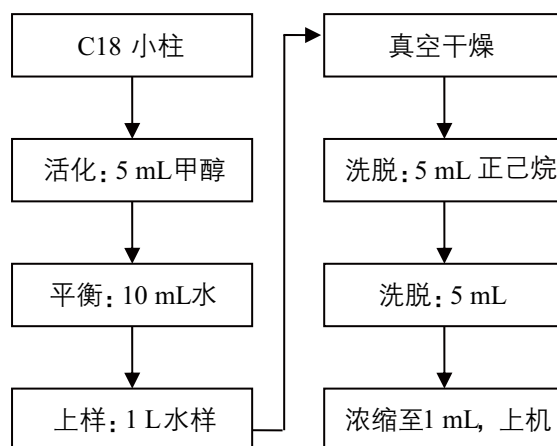 C18 小柱
活化: 5 mL甲醇
平衡: 10 mL水
上样: 1 L水样
真空干燥
洗脱: 5 mL 正己烷
洗脱: 5 mL
浓缩至1 mL, 上机